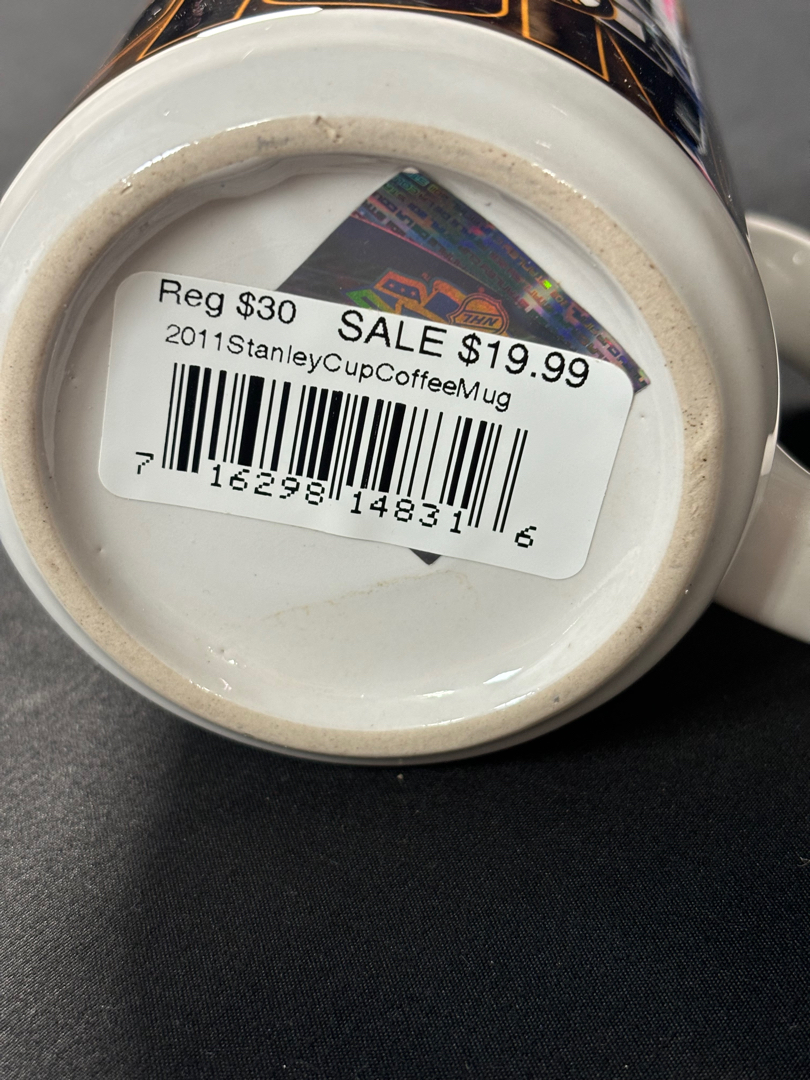 Reg $30 SALE $19.99
2011StanleyCupCoffeeMug
7 16298 14831 6
NHL